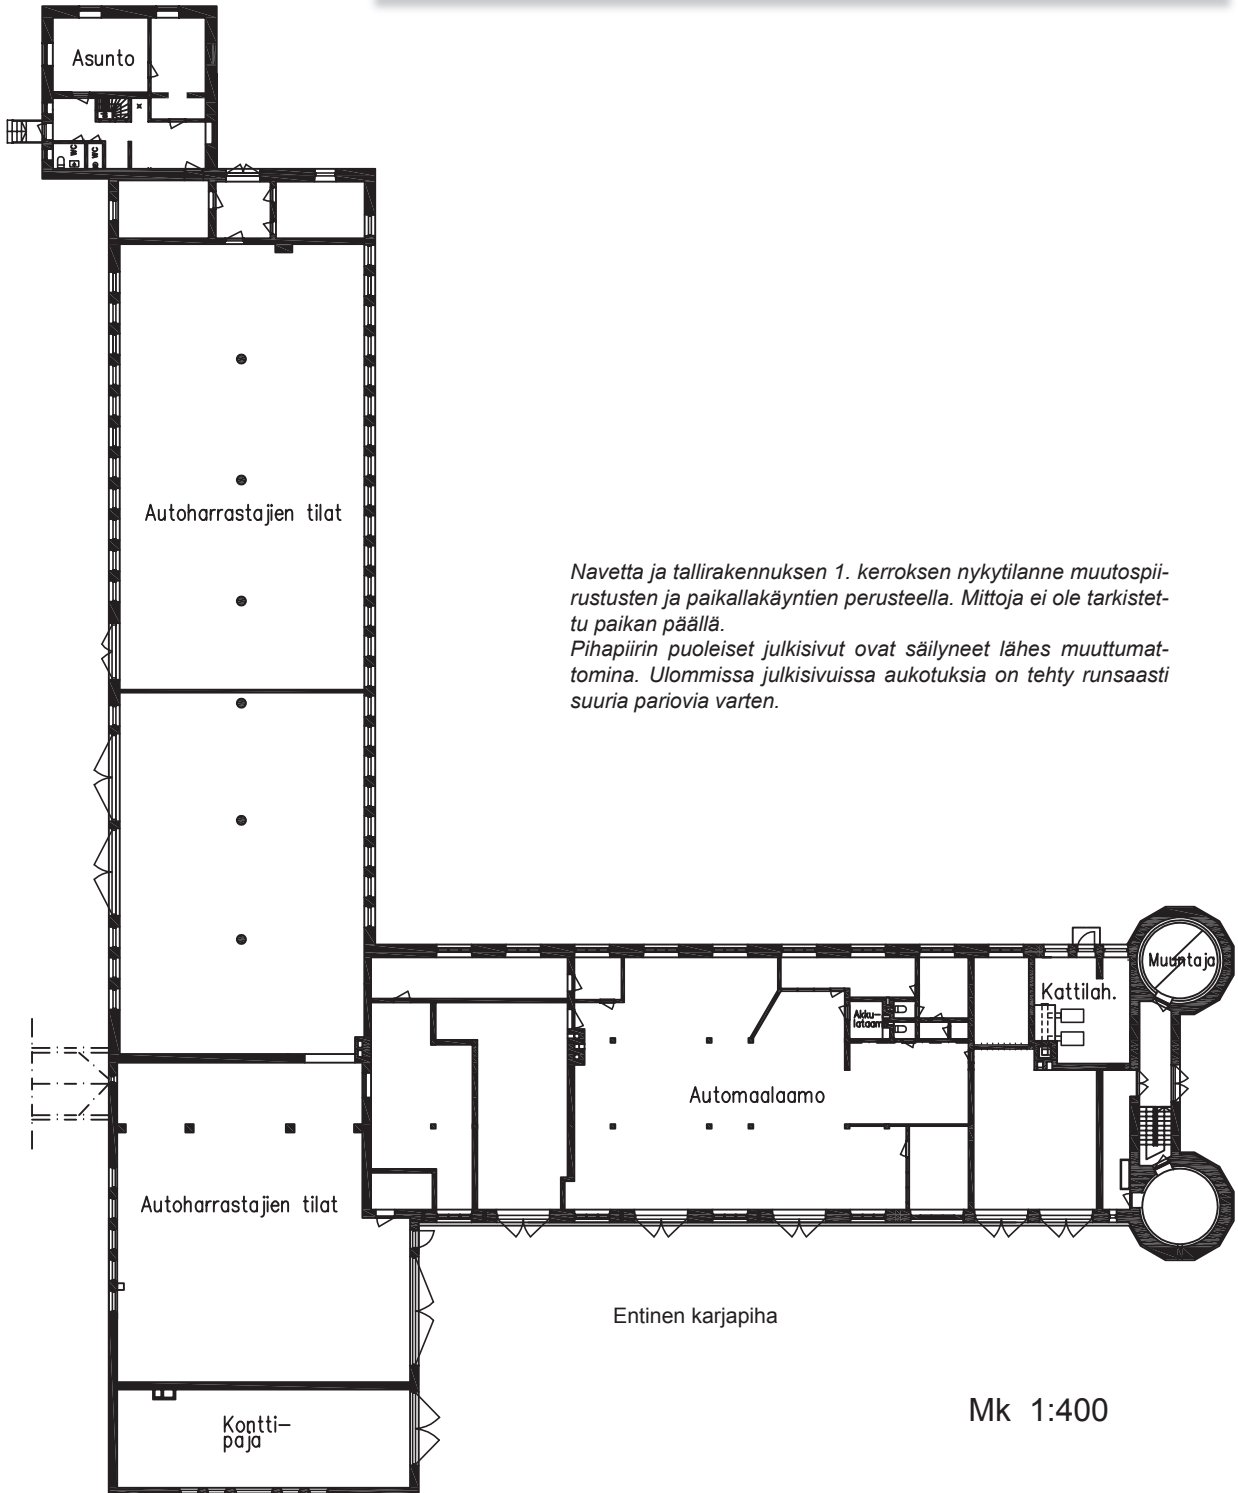 Asunto
WC
WC
Autoharrastajien tilat
Navetta ja tallirakennuksen 1. kerroksen nykytilanne muutospii-
rustusten ja paikallakäyntien perusteella. Mittoja ei ole tarkistet-
tu paikan päällä.
Pihapiirin puoleiset julkisivut ovat säilyneet lähes muuttumat-
tomina. Ulommissa julkisivuissa aukotuksia on tehty runsaasti
suuria pariovia varten.
Muuntaja
Kattilah.
Akku-
lataam
Automaalaamo
Autoharrastajien tilat
Entinen karjapiha
Mk 1:400
Kontti-
paja